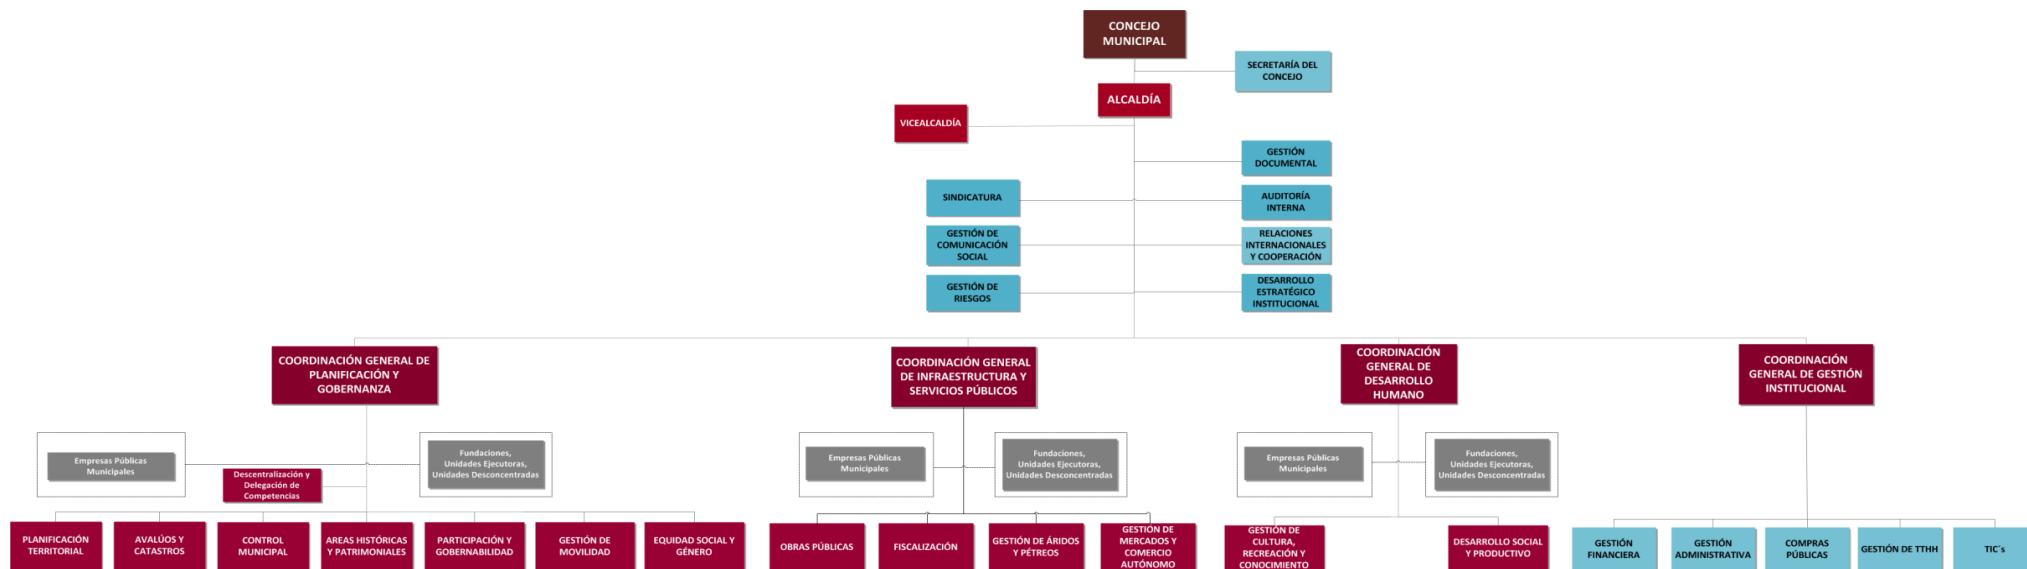 CONCEJO
MUNICIPAL
SECRETARÍA DEL
CONCEJO
ALCALDÍA
VICEALCALDÍA
GESTIÓN
DOCUMENTAL
SINDICATURA
AUDITORÍA
INTERNA
GESTIÓN DE
COMUNICACIÓN
SOCIAL
RELACIONES
INTERNACIONALES
Y COOPERACIÓN
GESTIÓN DE
RIESGOS
DESARROLLO
ESTRATÉGICO
INSTITUCIONAL
COORDINACIÓN GENERAL DE
PLANIFICACIÓN Y
GOBERNANZA
COORDINACIÓN GENERAL
DE INFRAESTRUCTURA Y
SERVICIOS PÚBLICOS
COORDINACIÓN
GENERAL DE
DESARROLLO
HUMANO
COORDINACIÓN
GENERAL DE GESTIÓN
INSTITUCIONAL
Empresas Públicas
Municipales
Fundaciones,
Unidades Ejecutoras,
Unidades Desconcentradas
Descentralización y
Delegación de
Competencias
Empresas Públicas
Municipales
Fundaciones,
Unidades Ejecutoras,
Unidades Desconcentradas
Empresas Públicas
Municipales
Fundaciones,
Unidades Ejecutoras,
Unidades Desconcentradas
PLANIFICACIÓN
TERRITORIAL
AVALÚOS Y
CATASTROS
CONTROL
MUNICIPAL
AREAS HISTÓRICAS
Y PATRIMONIALES
PARTICIPACIÓN Y
GOBERNABILIDAD
GESTIÓN DE
MOVILIDAD
EQUIDAD SOCIAL Y
GÉNERO
OBRAS PÚBLICAS
FISCALIZACIÓN
GESTIÓN DE ÁRIDOS
Y PÉTREOS
GESTIÓN DE
MERCADOS Y
COMERCIO
AUTÓNOMO
GESTIÓN DE
CULTURA,
RECREACIÓN Y
CONOCIMIENTO
DESARROLLO SOCIAL
Y PRODUCTIVO
GESTIÓN
FINANCIERA
GESTIÓN
ADMINISTRATIVA
COMPRAS
PÚBLICAS
GESTIÓN DE TTHH
TIC´s